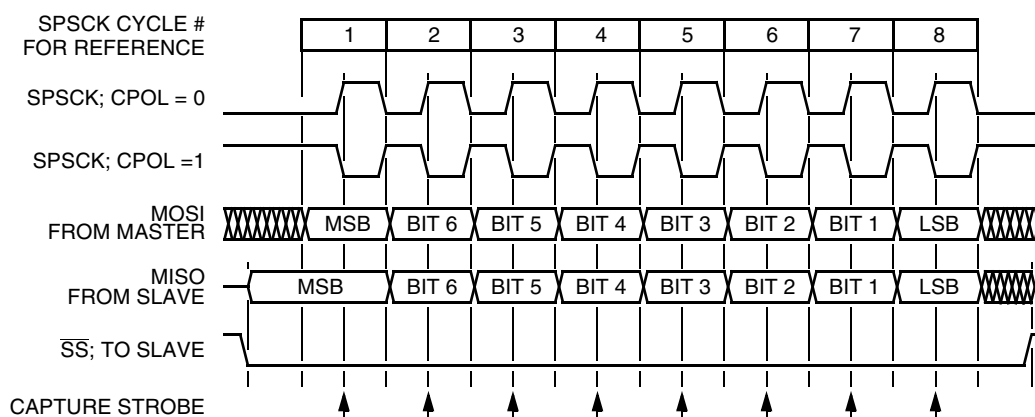 SPSCK CYCLE #
FOR REFERENCE
1 2 3 4 5 6 7 8
SPSCK; CPOL = 0
SPSCK; CPOL =1
MOSI
FROM MASTER
MSB BIT 6 BIT 5 BIT 4 BIT 3 BIT 2 BIT 1 LSB
MISO
FROM SLAVE
MSB BIT 6 BIT 5 BIT 4 BIT 3 BIT 2 BIT 1 LSB
S̅S̅; TO SLAVE
CAPTURE STROBE